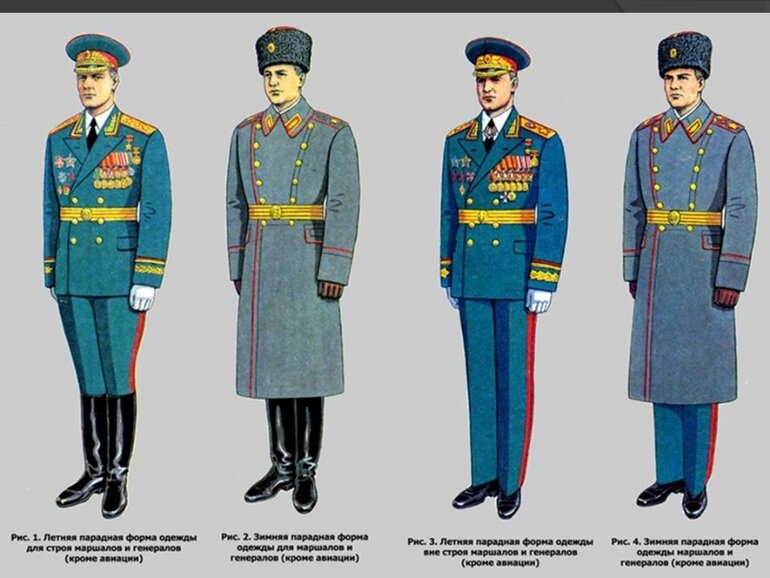 Рис. 1. Летняя парадная форма одежды
для строя маршалов и генералов
(кроме авиации)
Рис. 2. Зимняя парадная форма
одежды для маршалов и
генералов (кроме авиации)
Рис. 3. Летняя парадная форма одежды
вне строя маршалов и генералов
(кроме авиации)
Рис. 4. Зимняя парадная форма
одежды маршалов и
генералов (кроме авиации)